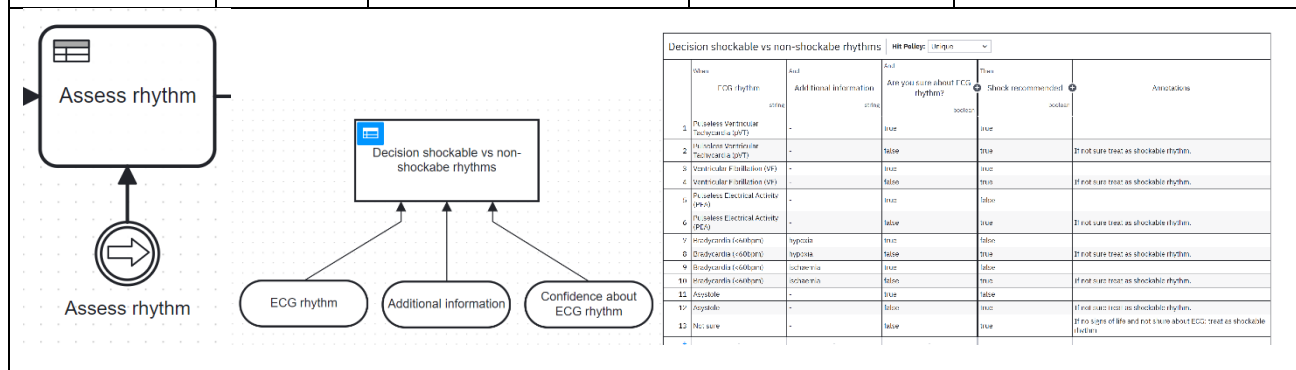 Assess rhythm
Assess rhythm
Decision shockable vs non-
shockabe rhythms
ECG rhythm
Additional information
Confidence about
ECG rhythm
Decision shockable vs non-shockabe rhythms Hit Policy: Unique
When And And Then
ECG rhythm Additional information Are you sure about ECG rhythm? Shock recommended Annotations
string string boolear boolear
1 Pulseless Ventricular Tachycardia (pVT) - true true
2 Pulseless Ventricular Tachycardia (pVT) - false true If not sure treat as shockable rhythm.
3 Ventricular Fibrillation (VF) - true true
4 Ventricular Fibrillation (VF) - false true If not sure treat as shockable rhythm.
5 Pulseless Electrical Activity (PEA) - true false
6 Pulseless Electrical Activity (PEA) - false true If not sure treat as shockable rhythm.
7 Bradycardia (<60bpm) hypoxia true false
8 Bradycardia (<60bpm) hypoxia false true If not sure treat as shockable rhythm.
9 Bradycardia (<60bpm) ischaemia true false
10 Bradycardia (<60bpm) ischaemia false true If not sure treat as shockable rhythm.
11 Asystole - true false
12 Asystole - false true If not sure treat as shockable rhythm.
13 Not sure - false true If no signs of life and not shure about ECG: treat as shockable rhythm